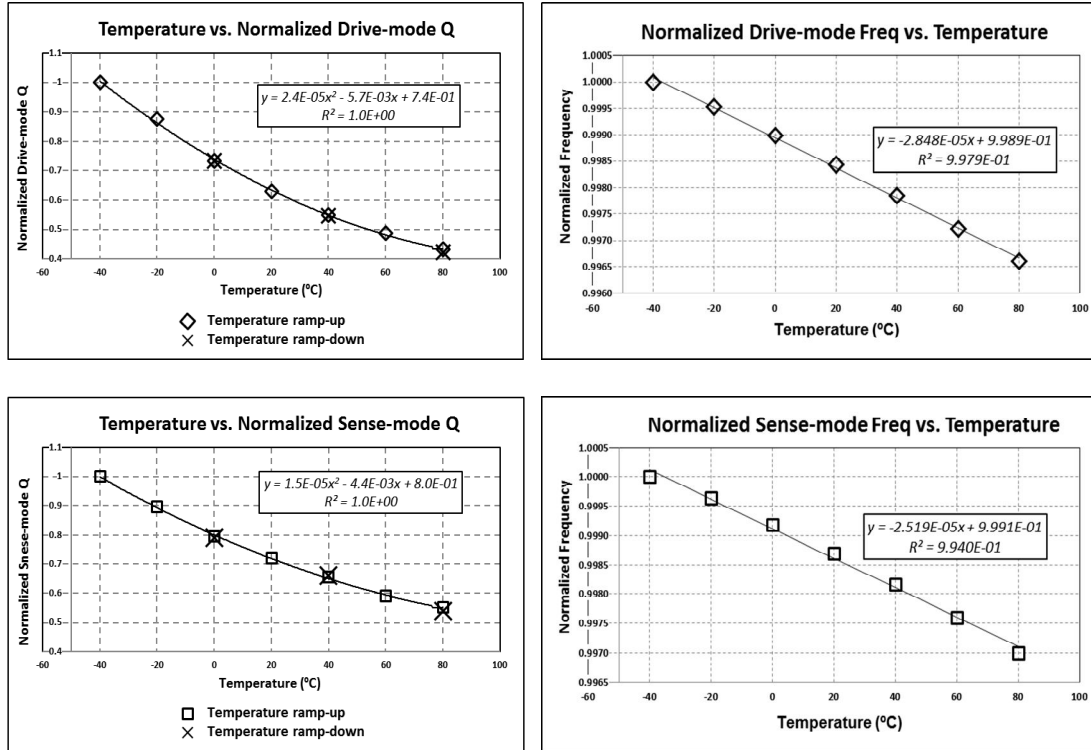 Temperature vs. Normalized Drive-mode Q
Normalized Drive-mode Q
1.1
1
0.9
0.8
0.7
0.6
0.5
0.4
y = 2.4E-05x² - 5.7E-03x + 7.4E-01
R² = 1.0E+00
-60 -40 -20 0 20 40 60 80 100
Temperature (°C)
Temperature ramp-up
Temperature ramp-down
Normalized Drive-mode Freq vs. Temperature
Normalized Frequency
1.0005
1.0000
0.9995
0.9990
0.9985
0.9980
0.9975
0.9970
0.9965
0.9960
y = -2.848E-05x + 9.989E-01
R² = 9.979E-01
-60 -40 -20 0 20 40 60 80 100
Temperature (°C)
Temperature vs. Normalized Sense-mode Q
Normalized Snese-mode Q
1.1
1
0.9
0.8
0.7
0.6
0.5
0.4
y = 1.5E-05x² - 4.4E-03x + 8.0E-01
R² = 1.0E+00
-60 -40 -20 0 20 40 60 80 100
Temperature (°C)
Temperature ramp-up
Temperature ramp-down
Normalized Sense-mode Freq vs. Temperature
Normalized Frequency
1.0005
1.0000
0.9995
0.9990
0.9985
0.9980
0.9975
0.9970
0.9965
y = -2.519E-05x + 9.991E-01
R² = 9.940E-01
-60 -40 -20 0 20 40 60 80 100
Temperature (°C)